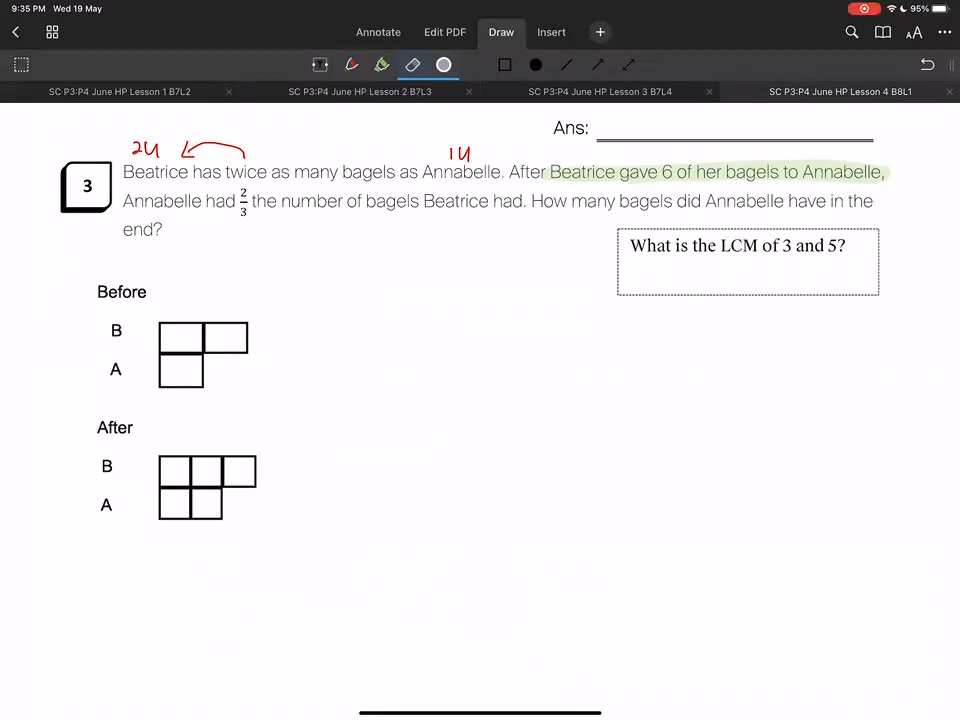 9:35 PM Wed 19 May
95%
Annotate Edit PDF Draw Insert
AA
T
SC P3:P4 June HP Lesson 1 B7L2 × SC P3:P4 June HP Lesson 2 B7L3 × SC P3:P4 June HP Lesson 3 B7L4 × SC P3:P4 June HP Lesson 4 B8L1 ×
Ans:
2u 1u
3
Beatrice has twice as many bagels as Annabelle. After Beatrice gave 6 of her bagels to Annabelle,
Annabelle had 2/3 the number of bagels Beatrice had. How many bagels did Annabelle have in the
end?
What is the LCM of 3 and 5?
Before
B
A
After
B
A